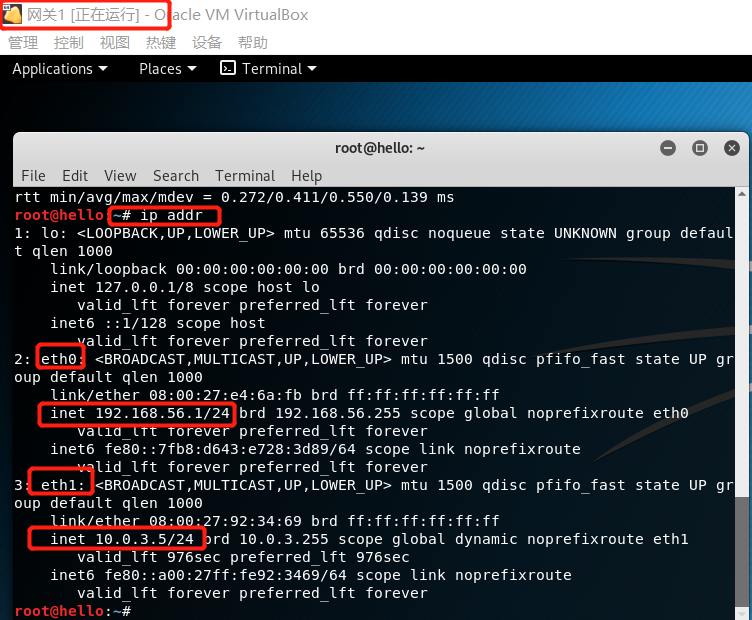 网关1 [正在运行] - Oracle VM VirtualBox
管理 控制 视图 热键 设备 帮助
Applications Places Terminal
root@hello: ~
File Edit View Search Terminal Help
rtt min/avg/max/mdev = 0.272/0.411/0.550/0.139 ms
root@hello:~# ip addr
1: lo: <LOOPBACK,UP,LOWER_UP> mtu 65536 qdisc noqueue state UNKNOWN group defaul
t qlen 1000
link/loopback 00:00:00:00:00:00 brd 00:00:00:00:00:00
inet 127.0.0.1/8 scope host lo
valid_lft forever preferred_lft forever
inet6 ::1/128 scope host
valid_lft forever preferred_lft forever
2: eth0: <BROADCAST,MULTICAST,UP,LOWER_UP> mtu 1500 qdisc pfifo_fast state UP gr
oup default qlen 1000
link/ether 08:00:27:e4:6a:fb brd ff:ff:ff:ff:ff:ff
inet 192.168.56.1/24 brd 192.168.56.255 scope global noprefixroute eth0
valid_lft forever preferred_lft forever
inet6 fe80::7fb8:d643:e728:3d89/64 scope link noprefixroute
valid_lft forever preferred_lft forever
3: eth1: <BROADCAST,MULTICAST,UP,LOWER_UP> mtu 1500 qdisc pfifo_fast state UP gr
oup default qlen 1000
link/ether 08:00:27:92:34:69 brd ff:ff:ff:ff:ff:ff
inet 10.0.3.5/24 brd 10.0.3.255 scope global dynamic noprefixroute eth1
valid_lft 976sec preferred_lft 976sec
inet6 fe80::a00:27ff:fe92:3469/64 scope link noprefixroute
valid_lft forever preferred_lft forever
root@hello:~#